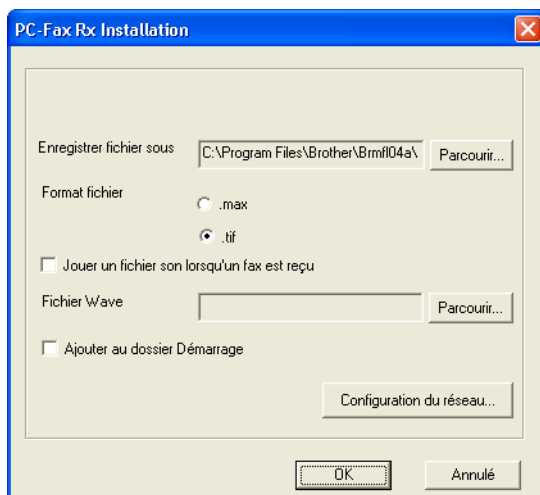 PC-Fax Rx Installation
Enregistrer fichier sous C:\Program Files\Brother\Brmfl04a\ Parcourir...
Format fichier
.max
.tif
Jouer un fichier son lorsqu'un fax est reçu
Fichier Wave Parcourir...
Ajouter au dossier Démarrage
Configuration du réseau...
OK Annulé